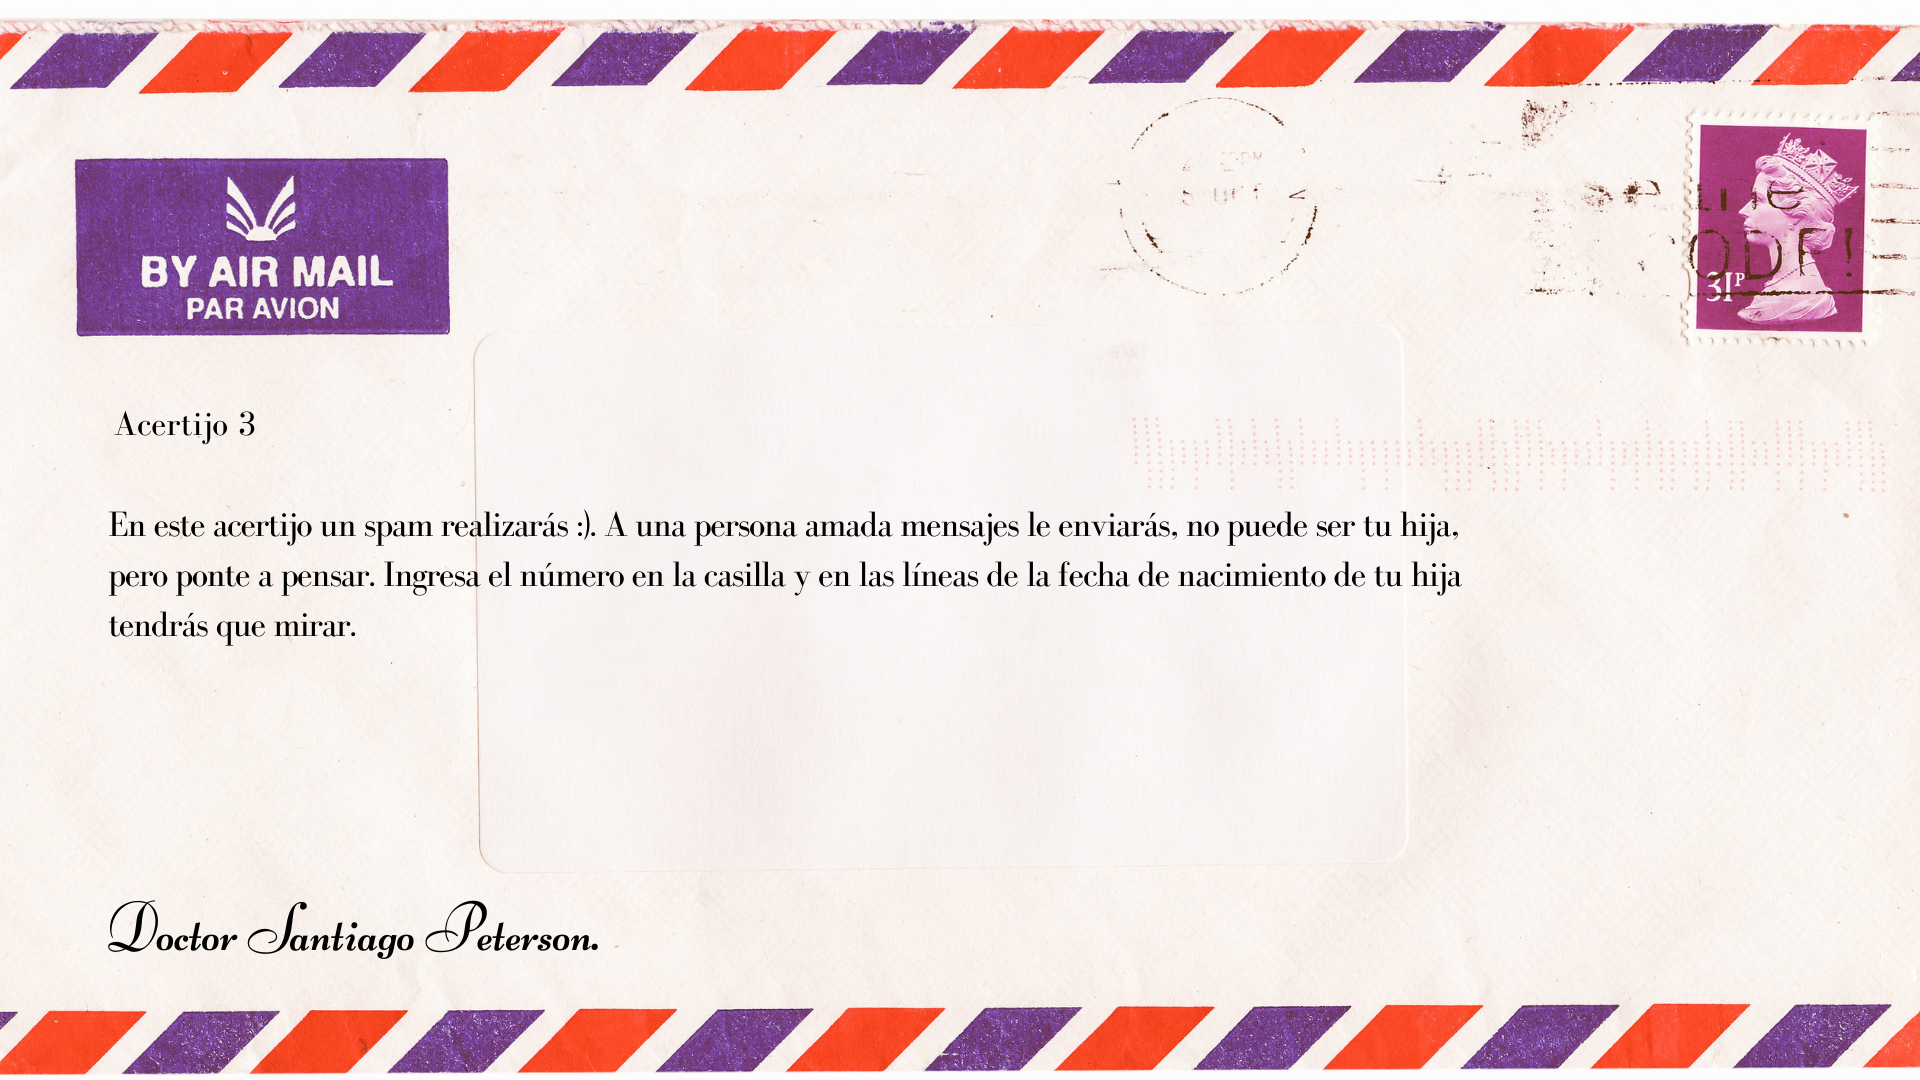 BY AIR MAIL
PAR AVION
31P
Acertijo 3
En este acertijo un spam realizarás :). A una persona amada mensajes le enviarás, no puede ser tu hija,
pero ponte a pensar. Ingresa el número en la casilla y en las líneas de la fecha de nacimiento de tu hija
tendrás que mirar.
Doctor Santiago Peterson.